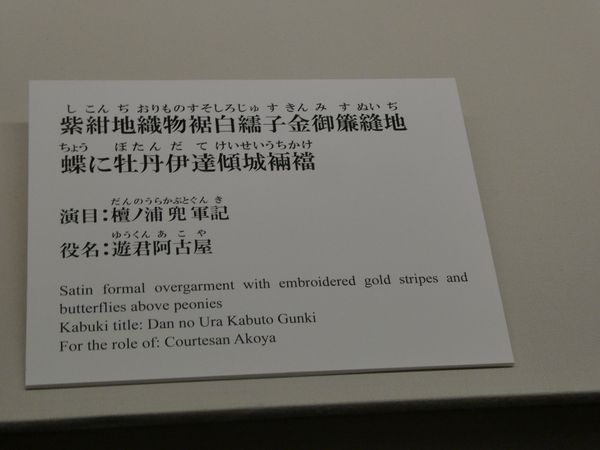 しこんぢおりものすそしろじゅすきんみすぬいぢ
紫紺地織物裾白繻子金御簾縫地
ちょうぼたんだてけいせいうちかけ
蝶に牡丹伊達傾城裲襠
だんのうらかぶとぐんき
演目：檀ノ浦兜軍記
ゆうくんあこや
役名：遊君阿古屋
Satin formal overgarment with embroidered gold stripes and
butterflies above peonies
Kabuki title: Dan no Ura Kabuto Gunki
For the role of: Courtesan Akoya